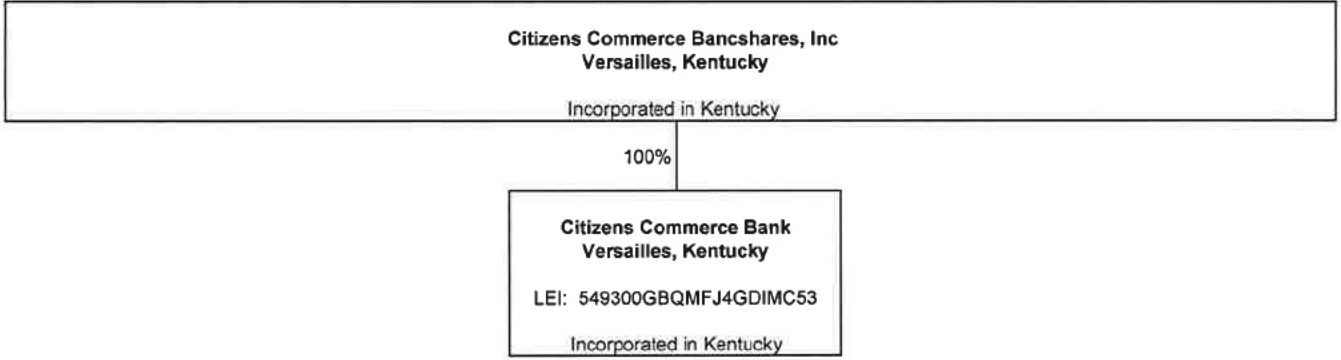 Citizens Commerce Bancshares, Inc
Versailles, Kentucky
Incorporated in Kentucky
100%
Citizens Commerce Bank
Versailles, Kentucky
LEI: 549300GBQMFJ4GDIMC53
Incorporated in Kentucky